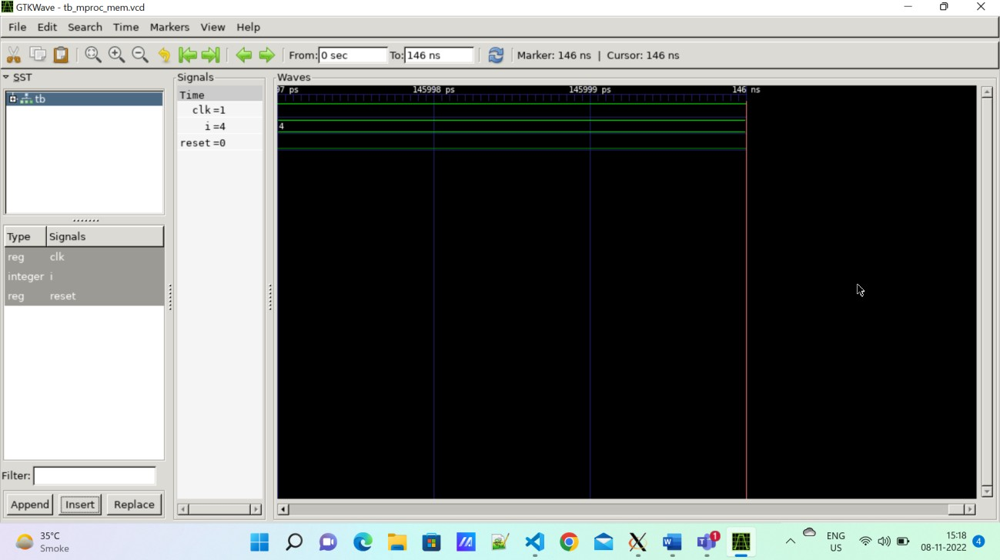 GTKWave - tb_mproc_mem.vcd
File Edit Search Time Markers View Help
From: 0 sec To: 146 ns Marker: 146 ns | Cursor: 146 ns
SST
tb
Type Signals
reg clk
integer i
reg reset
Filter:
Append Insert Replace
Signals
Time
clk=1
i=4
reset=0
Waves
97 ps 145998 ps 145999 ps 146 ns
4
35°C
Smoke
1
ENG
US
15:18
08-11-2022
4